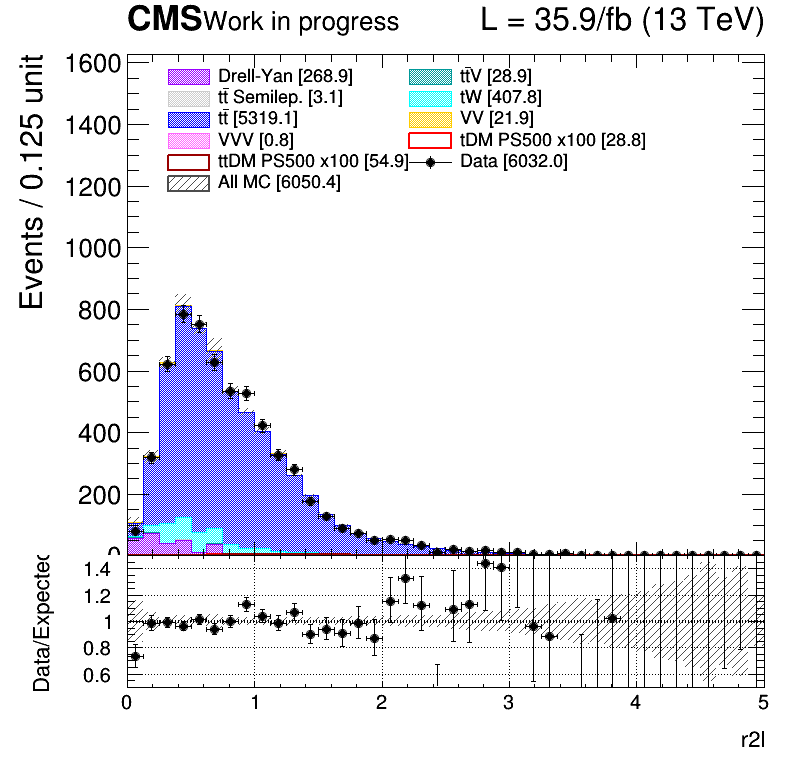 CMS Work in progress L = 35.9/fb (13 TeV)
Events / 0.125 unit
1600
1400
1200
1000
800
600
400
200
0
Drell-Yan [268.9]
tt̄ Semilep. [3.1]
tt̄ [5319.1]
VVV [0.8]
ttDM PS500 x100 [54.9]
All MC [6050.4]
tt̄V [28.9]
tW [407.8]
VV [21.9]
tDM PS500 x100 [28.8]
Data [6032.0]
Data/Expected
1.4
1.2
1
0.8
0.6
0 1 2 3 4 5
r2l